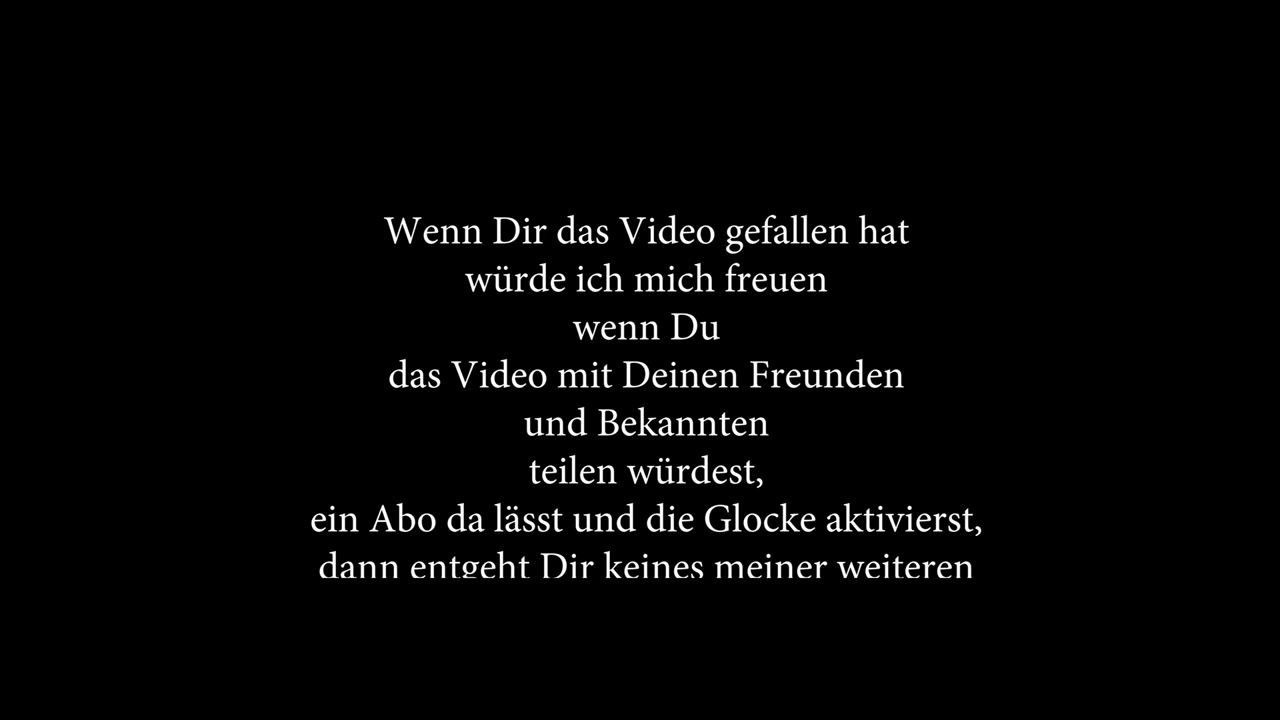 Wenn Dir das Video gefallen hat
würde ich mich freuen
wenn Du
das Video mit Deinen Freunden
und Bekannten
teilen würdest,
ein Abo da lässt und die Glocke aktivierst,
dann entgeht Dir keines meiner weiteren